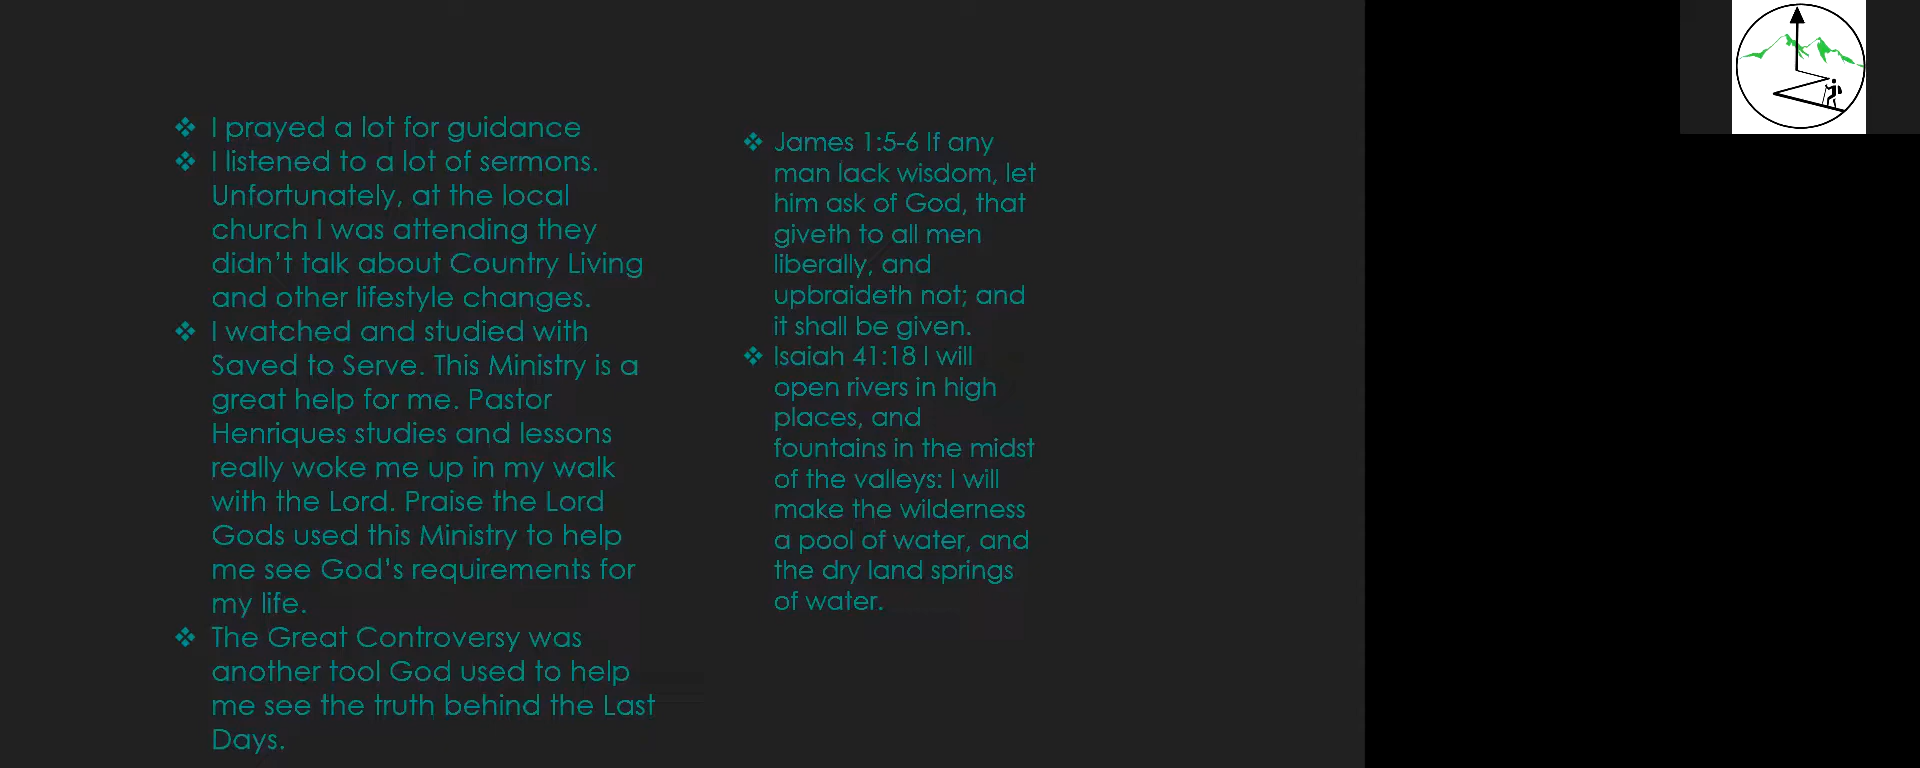 ❖ I prayed a lot for guidance
❖ I listened to a lot of sermons.
Unfortunately, at the local
church I was attending they
didn't talk about Country Living
and other lifestyle changes.
❖ I watched and studied with
Saved to Serve. This Ministry is a
great help for me. Pastor
Henriques studies and lessons
really woke me up in my walk
with the Lord. Praise the Lord
Gods used this Ministry to help
me see God's requirements for
my life.
❖ The Great Controversy was
another tool God used to help
me see the truth behind the Last
Days.
❖ James 1:5-6 If any
man lack wisdom, let
him ask of God, that
giveth to all men
liberally, and
upbraideth not; and
it shall be given.
❖ Isaiah 41:18 I will
open rivers in high
places, and
fountains in the midst
of the valleys: I will
make the wilderness
a pool of water, and
the dry land springs
of water.